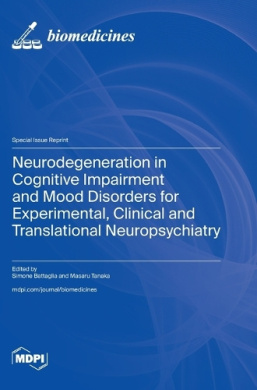 biomedicines
Special Issue Reprint
Neurodegeneration in
Cognitive Impairment
and Mood Disorders for
Experimental, Clinical and
Translational Neuropsychiatry
Edited by
Simone Battaglia and Masaru Tanaka
mdpi.com/journal/biomedicines
MDPI